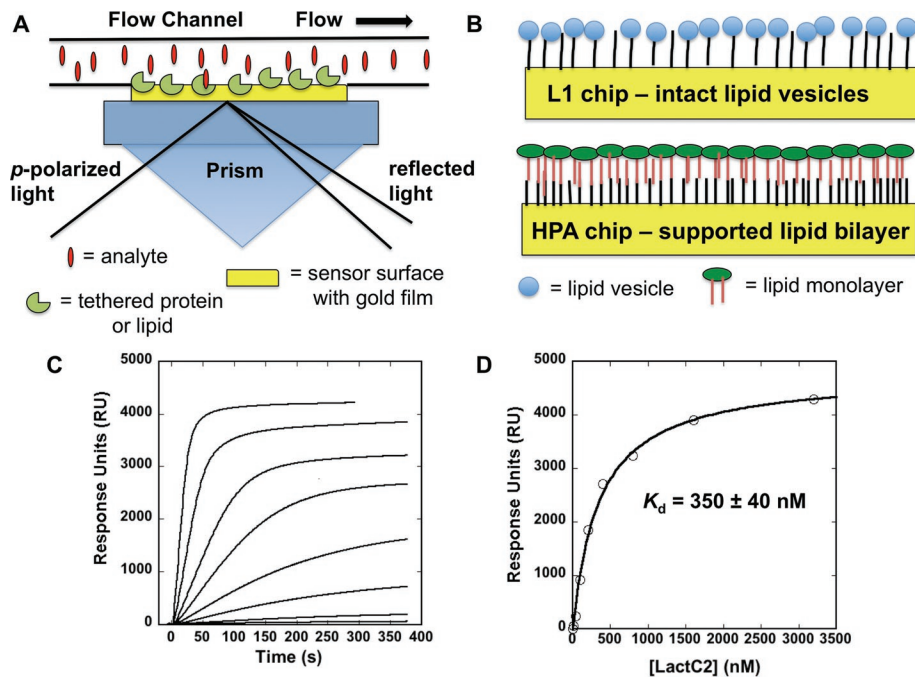 A
Flow Channel Flow
p-polarized
light
Prism
reflected
light
= analyte
= tethered protein
or lipid
= sensor surface
with gold film
B
L1 chip – intact lipid vesicles
HPA chip – supported lipid bilayer
= lipid vesicle
= lipid monolayer
C
Response Units (RU)
5000
4000
3000
2000
1000
0
0 50 100 150 200 250 300 350 400
Time (s)
D
Response Units (RU)
5000
4000
3000
2000
1000
0
Kd = 350 ± 40 nM
0 500 1000 1500 2000 2500 3000 3500
[LactC2] (nM)